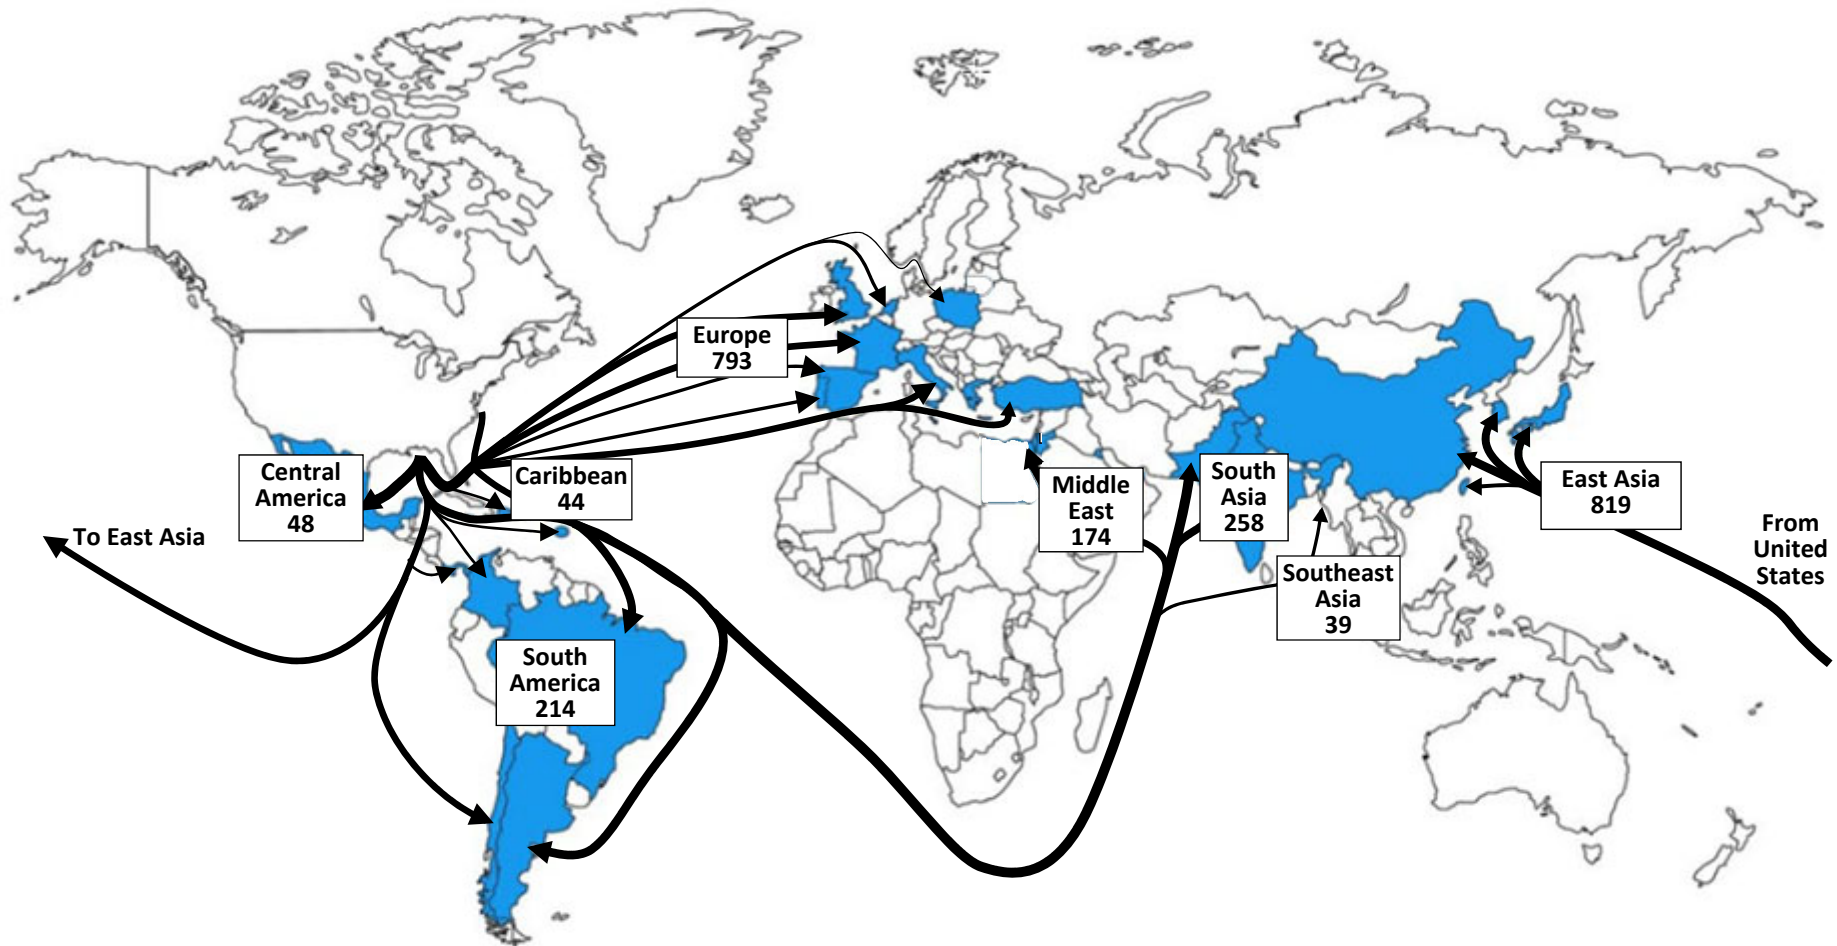 Europe
793
Central
America
48
Caribbean
44
To East Asia
South
America
214
Middle
East
174
South
Asia
258
Southeast
Asia
39
East Asia
819
From
United
States